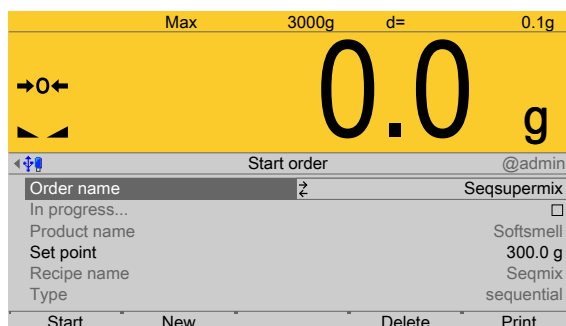 Max 3000g d= 0.1g
→0← 0.0 g
Start order @admin
Order name Seqsupermix
In progress...
Product name Softsmell
Set point 300.0 g
Recipe name Seqmix
Type sequential
Start New Delete Print